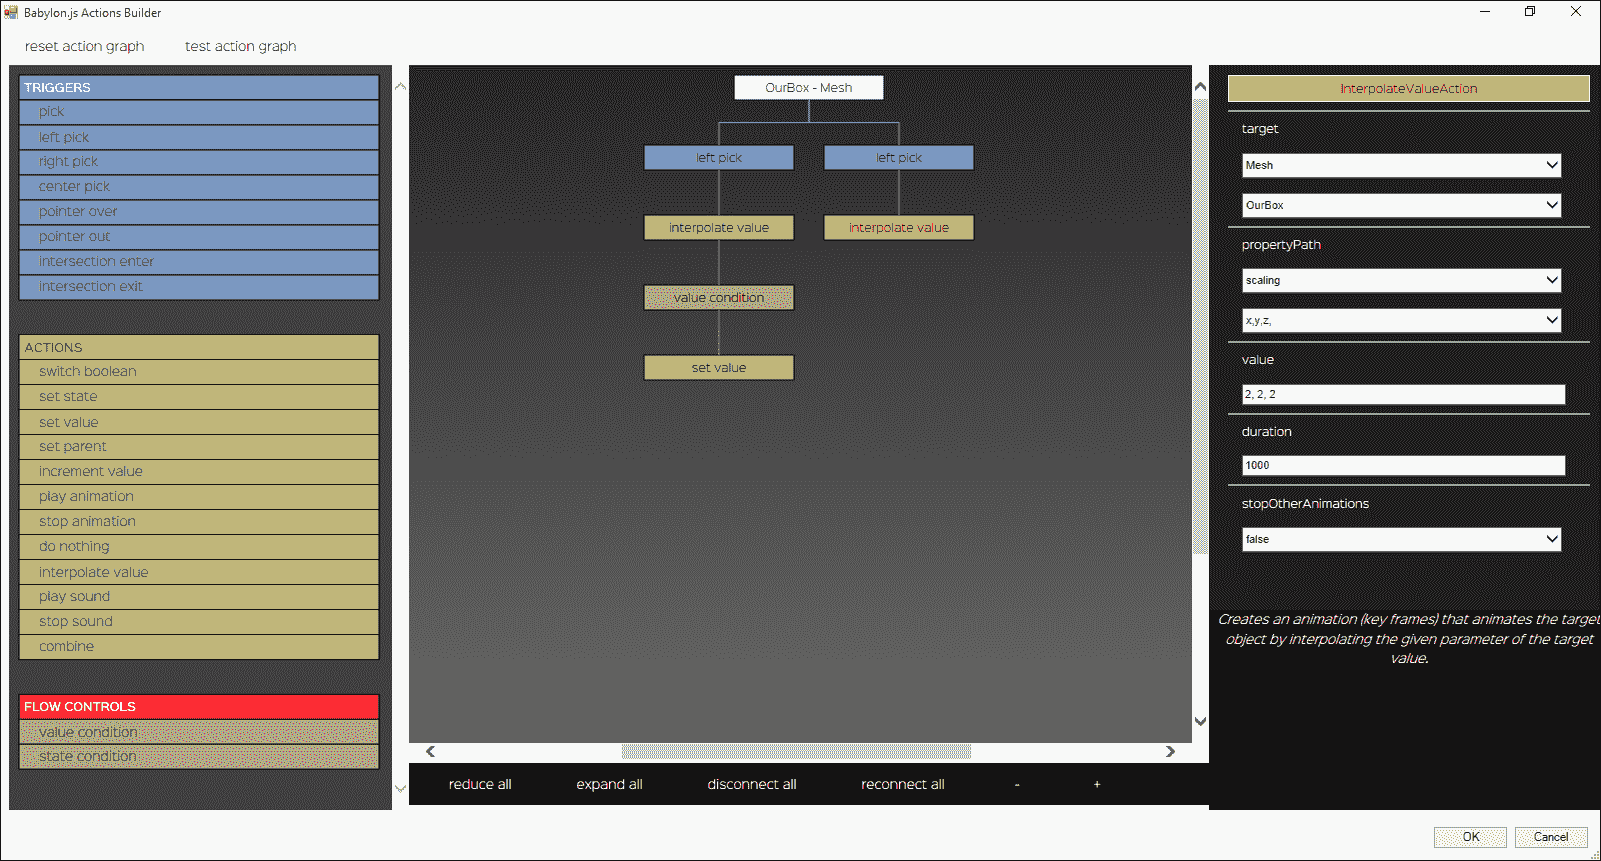 Babylon.js Actions Builder
reset action graph
test action graph
TRIGGERS
pick
left pick
right pick
center pick
pointer over
pointer out
intersection enter
intersection exit
ACTIONS
switch boolean
set state
set value
set parent
increment value
play animation
stop animation
do nothing
interpolate value
play sound
stop sound
combine
FLOW CONTROLS
value condition
state condition
OurBox - Mesh
left pick
left pick
interpolate value
interpolate value
value condition
set value
reduce all
expand all
disconnect all
reconnect all
-
+
InterpolateValueAction
target
Mesh
OurBox
propertyPath
scaling
x,y,z,
value
2, 2, 2
duration
1000
stopOtherAnimations
false
Creates an animation (key frames) that animates the target
object by interpolating the given parameter of the target
value.
OK
Cancel